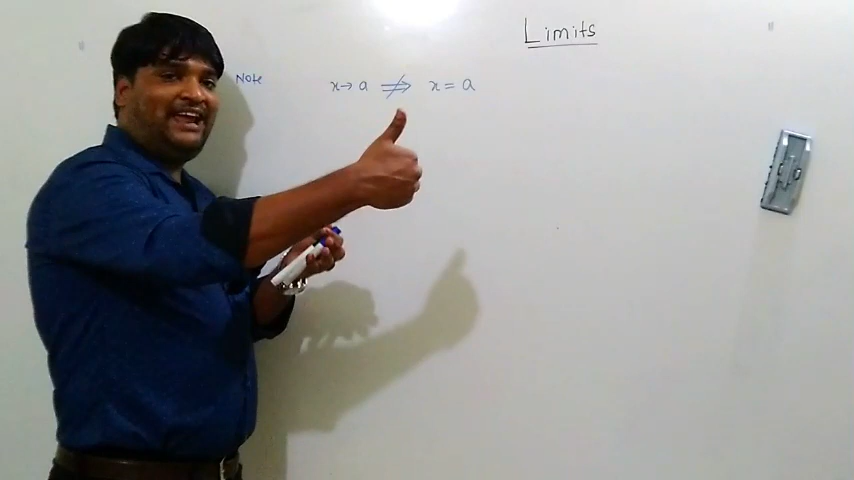 Limits
Note x → a ⇏ x = a